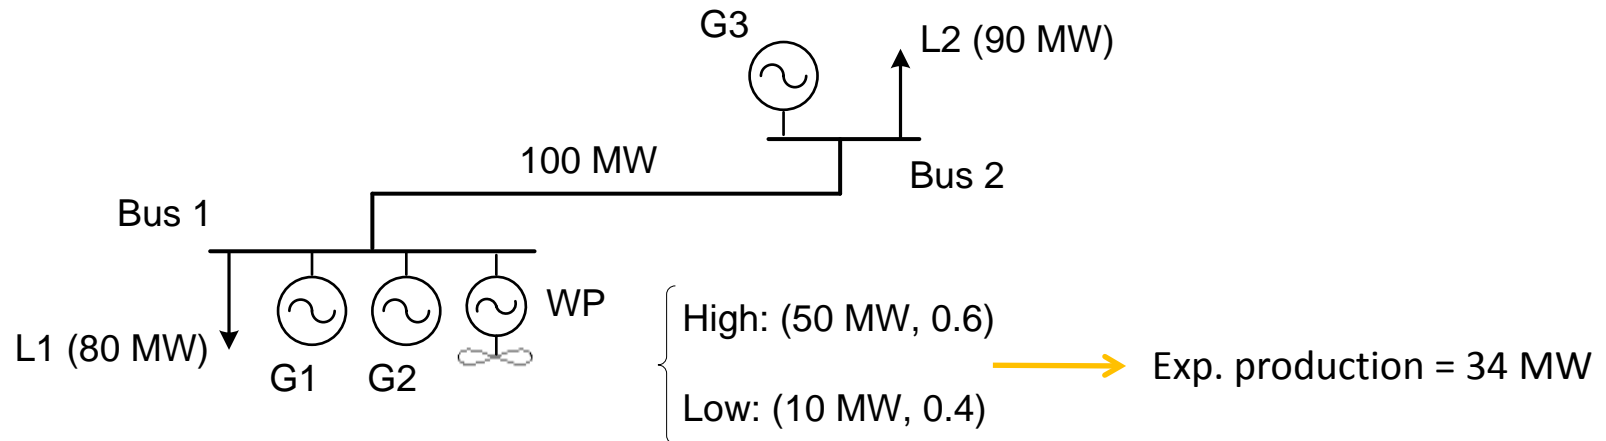 G3
L2 (90 MW)
100 MW
Bus 2
Bus 1
WP
High: (50 MW, 0.6)
L1 (80 MW)
G1
G2
Low: (10 MW, 0.4)
Exp. production = 34 MW